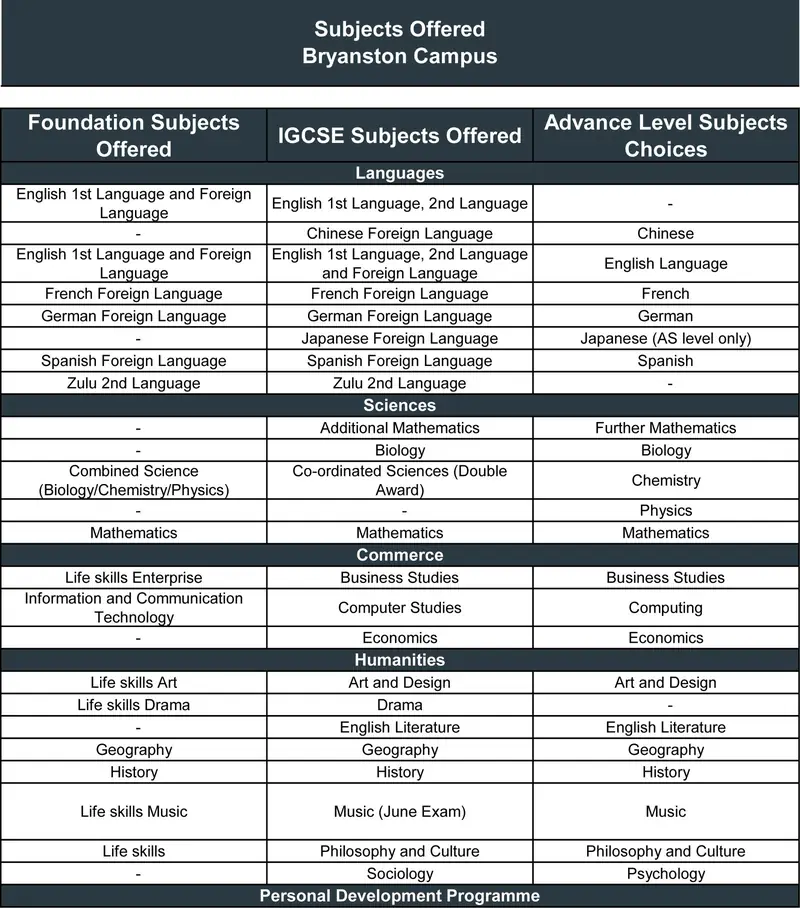 Subjects Offered
Bryanston Campus
Foundation Subjects Offered IGCSE Subjects Offered Advance Level Subjects Choices
Languages
English 1st Language and Foreign Language English 1st Language, 2nd Language -
- Chinese Foreign Language Chinese
English 1st Language and Foreign Language English 1st Language, 2nd Language and Foreign Language English Language
French Foreign Language French Foreign Language French
German Foreign Language German Foreign Language German
- Japanese Foreign Language Japanese (AS level only)
Spanish Foreign Language Spanish Foreign Language Spanish
Zulu 2nd Language Zulu 2nd Language -
Sciences
- Additional Mathematics Further Mathematics
- Biology Biology
Combined Science (Biology/Chemistry/Physics) Co-ordinated Sciences (Double Award) Chemistry
- - Physics
Mathematics Mathematics Mathematics
Commerce
Life skills Enterprise Business Studies Business Studies
Information and Communication Technology Computer Studies Computing
- Economics Economics
Humanities
Life skills Art Art and Design Art and Design
Life skills Drama Drama -
- English Literature English Literature
Geography Geography Geography
History History History
Life skills Music Music (June Exam) Music
Life skills Philosophy and Culture Philosophy and Culture
- Sociology Psychology
Personal Development Programme